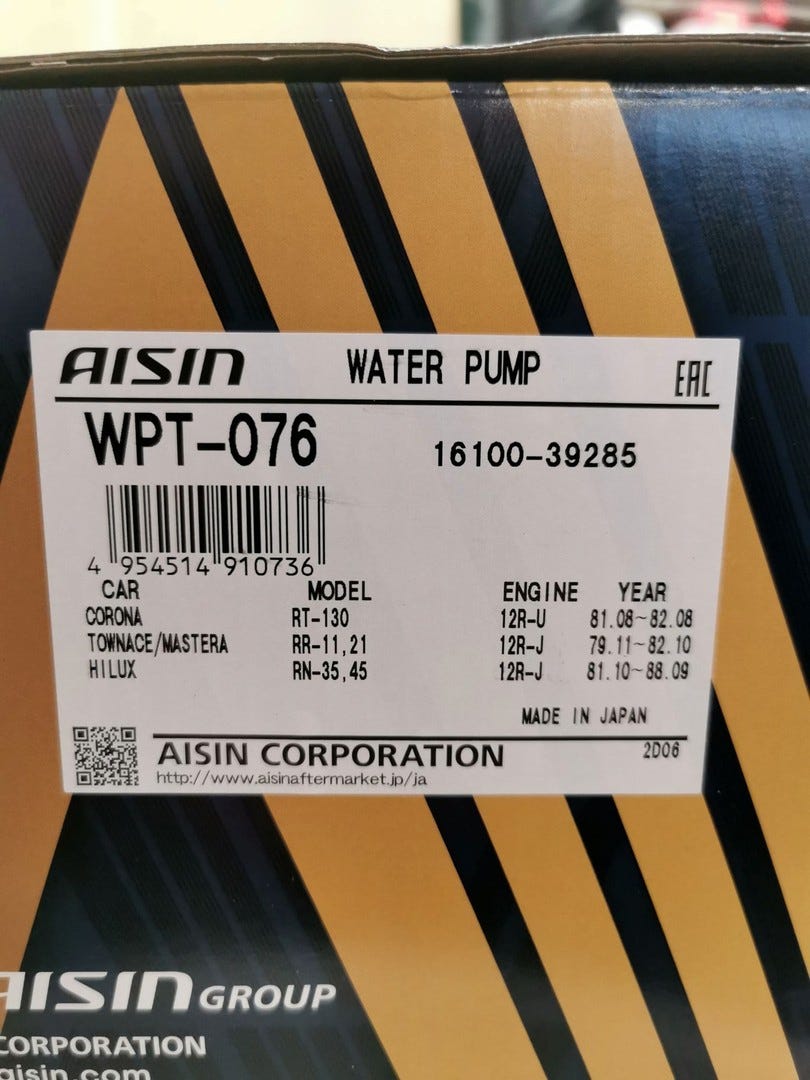 AISIN WATER PUMP EAC
WPT-076 16100-39285
4 954514 910736
CAR MODEL ENGINE YEAR
CORONA RT-130 12R-U 81.08~82.08
TOWNACE/MASTERA RR-11,21 12R-J 79.11~82.10
HILUX RN-35,45 12R-J 81.10~88.09
MADE IN JAPAN
AISIN CORPORATION 2D06
http://www.aisinaftermarket.jp/ja
AISIN GROUP
CORPORATION
aisin.com